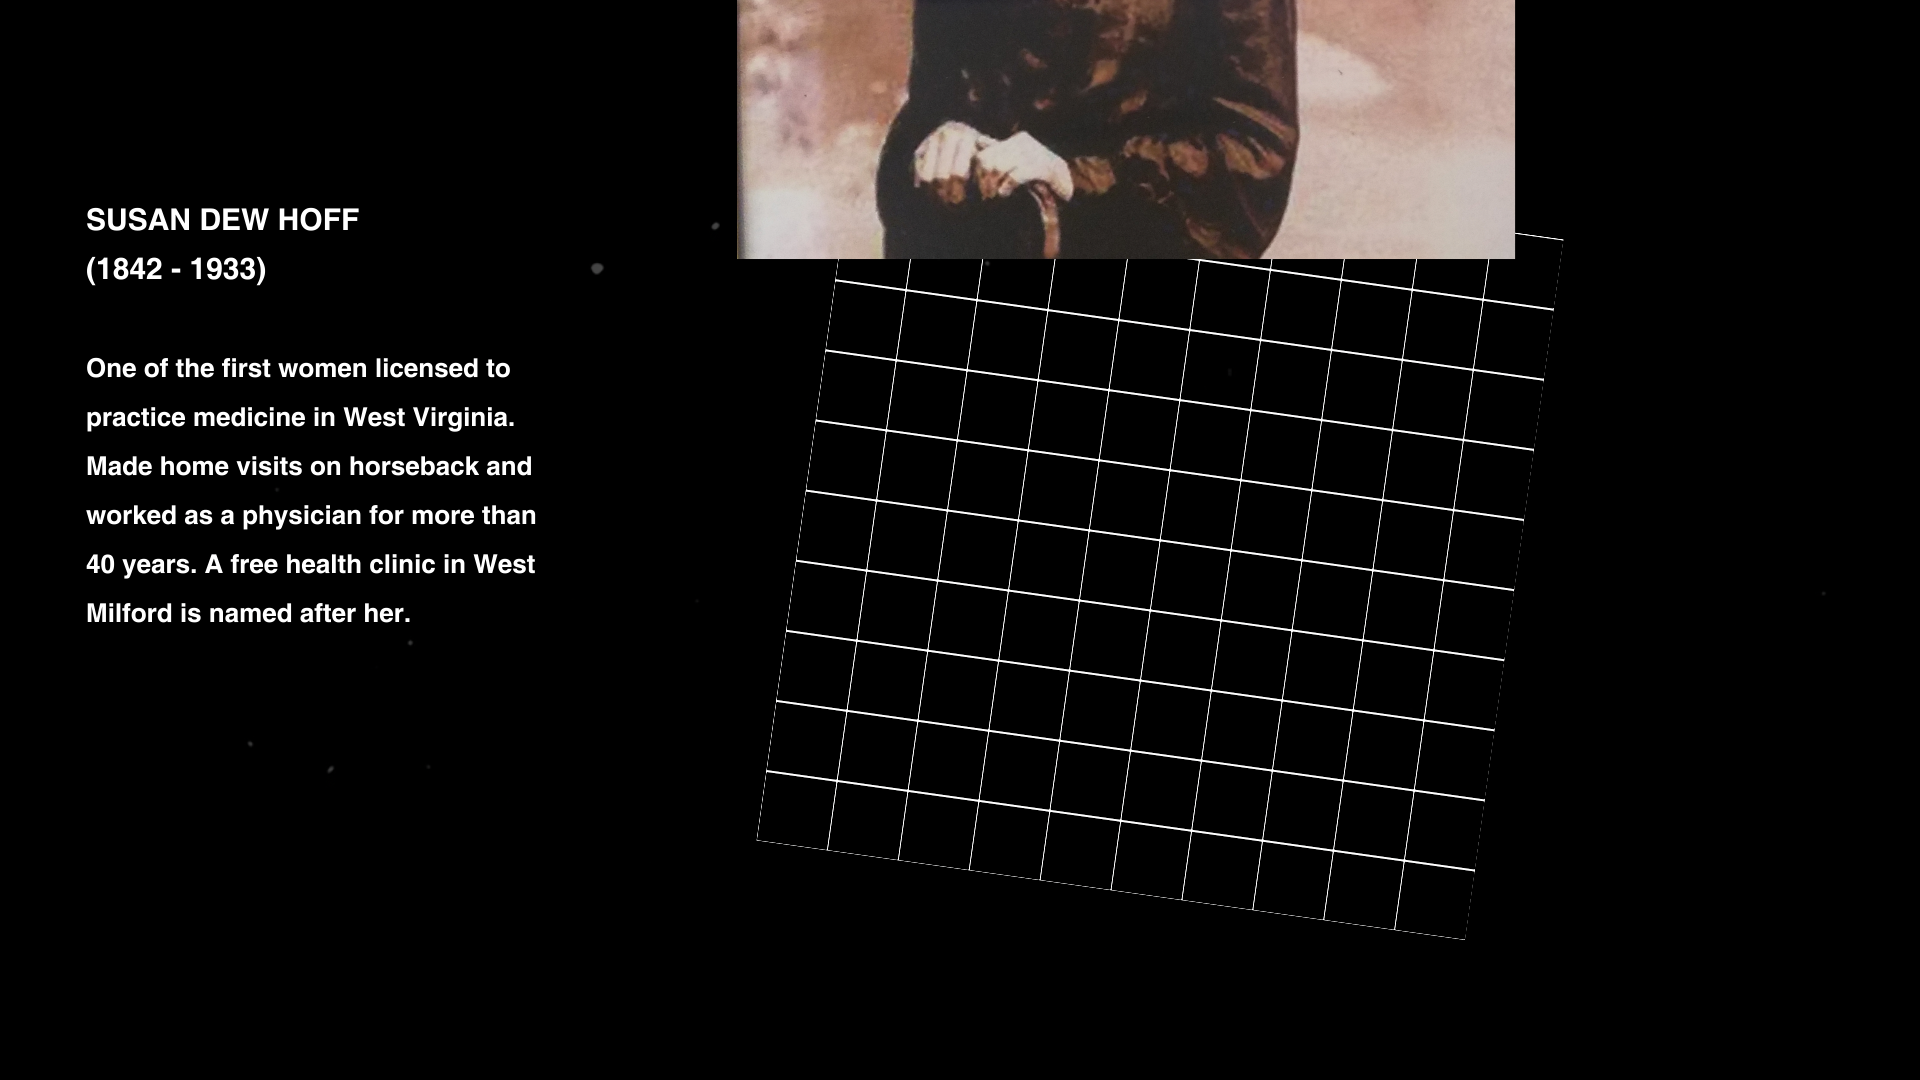 SUSAN DEW HOFF
(1842 - 1933)
One of the first women licensed to
practice medicine in West Virginia.
Made home visits on horseback and
worked as a physician for more than
40 years. A free health clinic in West
Milford is named after her.